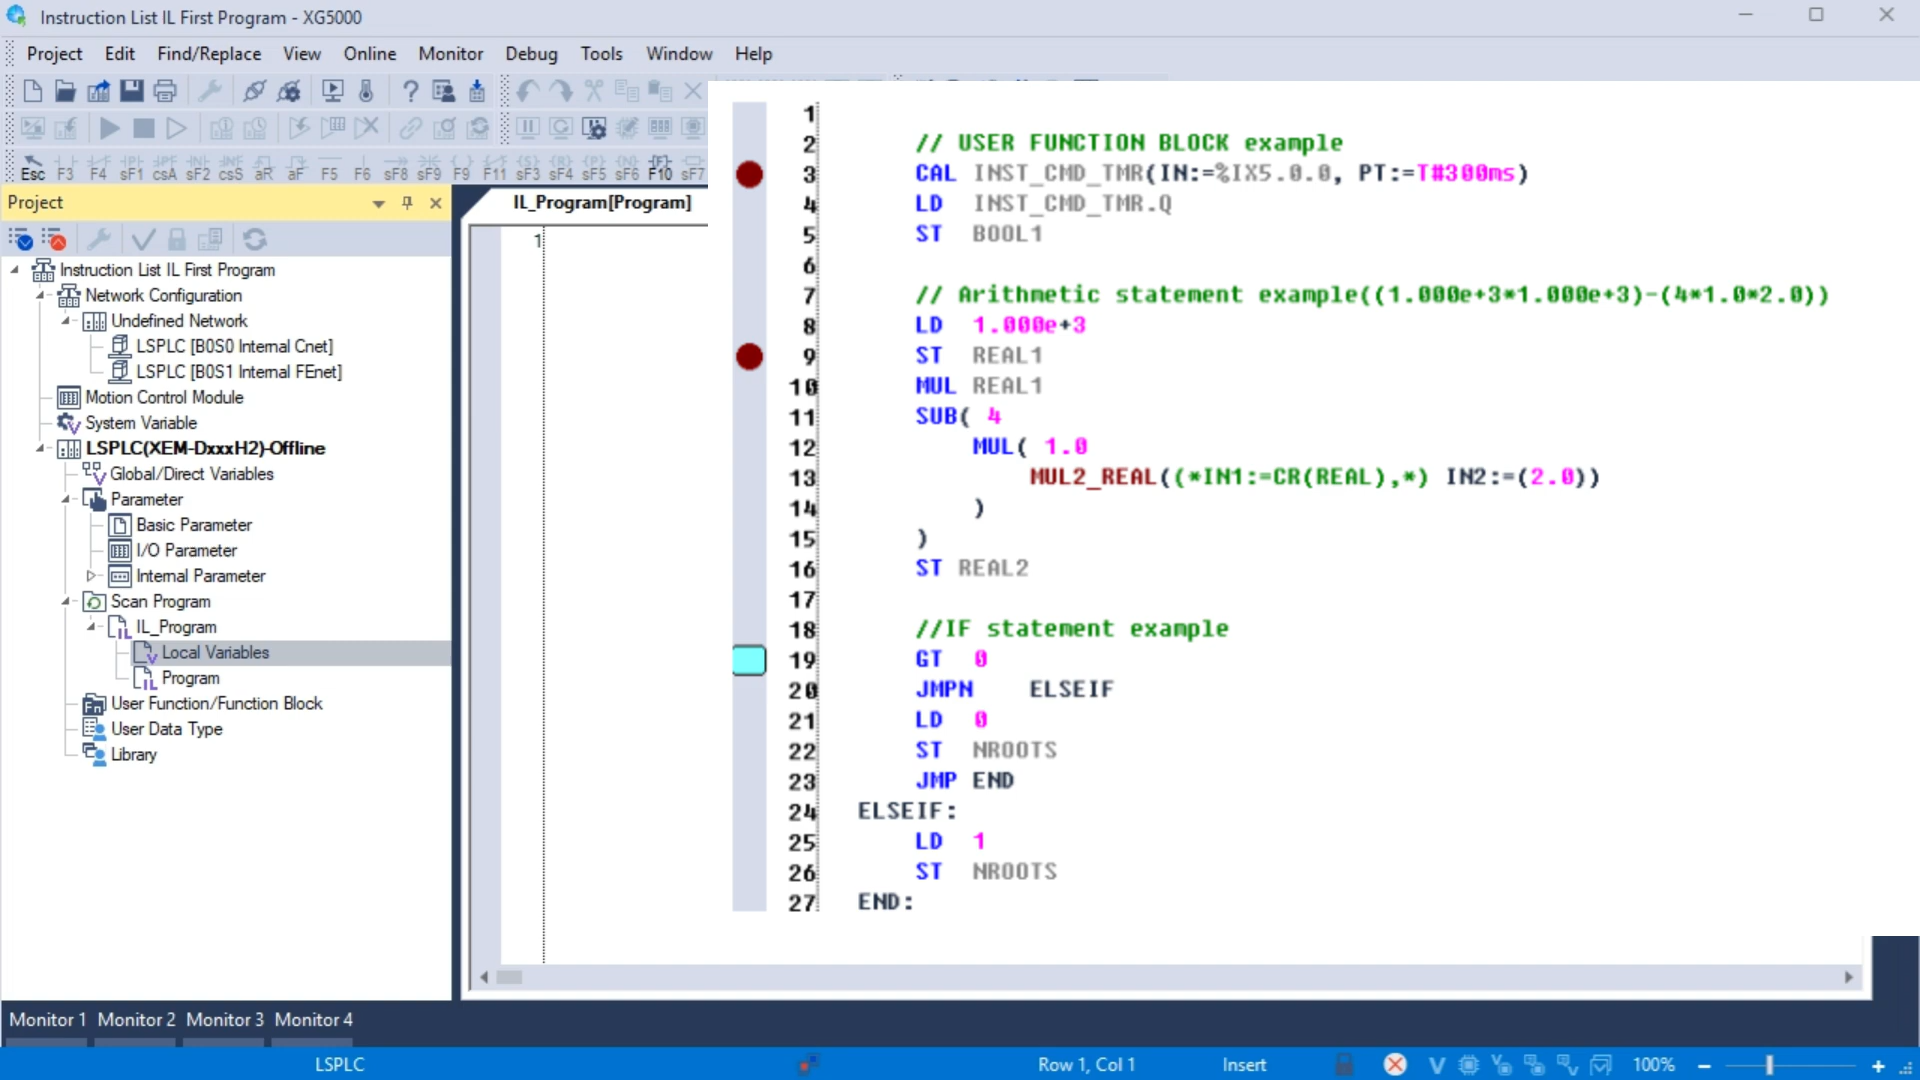 Instruction List IL First Program - XG5000
Project Edit Find/Replace View Online Monitor Debug Tools Window Help
Esc F3 F4 sF1 csA sF2 csS aR aF F5 F6 sF8 sF9 F9 F11 sF3 sF4 sF5 sF6 F10 sF7
Project
IL_Program[Program]
1
Instruction List IL First Program
Network Configuration
Undefined Network
LSPLC [B0S0 Internal Cnet]
LSPLC [B0S1 Internal FEnet]
Motion Control Module
System Variable
LSPLC(XEM-DxxxH2)-Offline
Global/Direct Variables
Parameter
Basic Parameter
I/O Parameter
Internal Parameter
Scan Program
IL_Program
Local Variables
Program
User Function/Function Block
User Data Type
Library
1
2 // USER FUNCTION BLOCK example
3 CAL INST_CMD_TMR(IN:=%IX5.0.0, PT:=T#300ms)
4 LD INST_CMD_TMR.Q
5 ST BOOL1
6
7 // Arithmetic statement example((1.000e+3*1.000e+3)-(4*1.0*2.0))
8 LD 1.000e+3
9 ST REAL1
10 MUL REAL1
11 SUB( 4
12 MUL( 1.0
13 MUL2_REAL((*IN1:=CR(REAL),*) IN2:=(2.0))
14 )
15 )
16 ST REAL2
17
18 //IF statement example
19 GT 0
20 JMPN ELSEIF
21 LD 0
22 ST NROOTS
23 JMP END
24 ELSEIF:
25 LD 1
26 ST NROOTS
27 END:
Monitor 1 Monitor 2 Monitor 3 Monitor 4
LSPLC Row 1, Col 1 Insert 100%